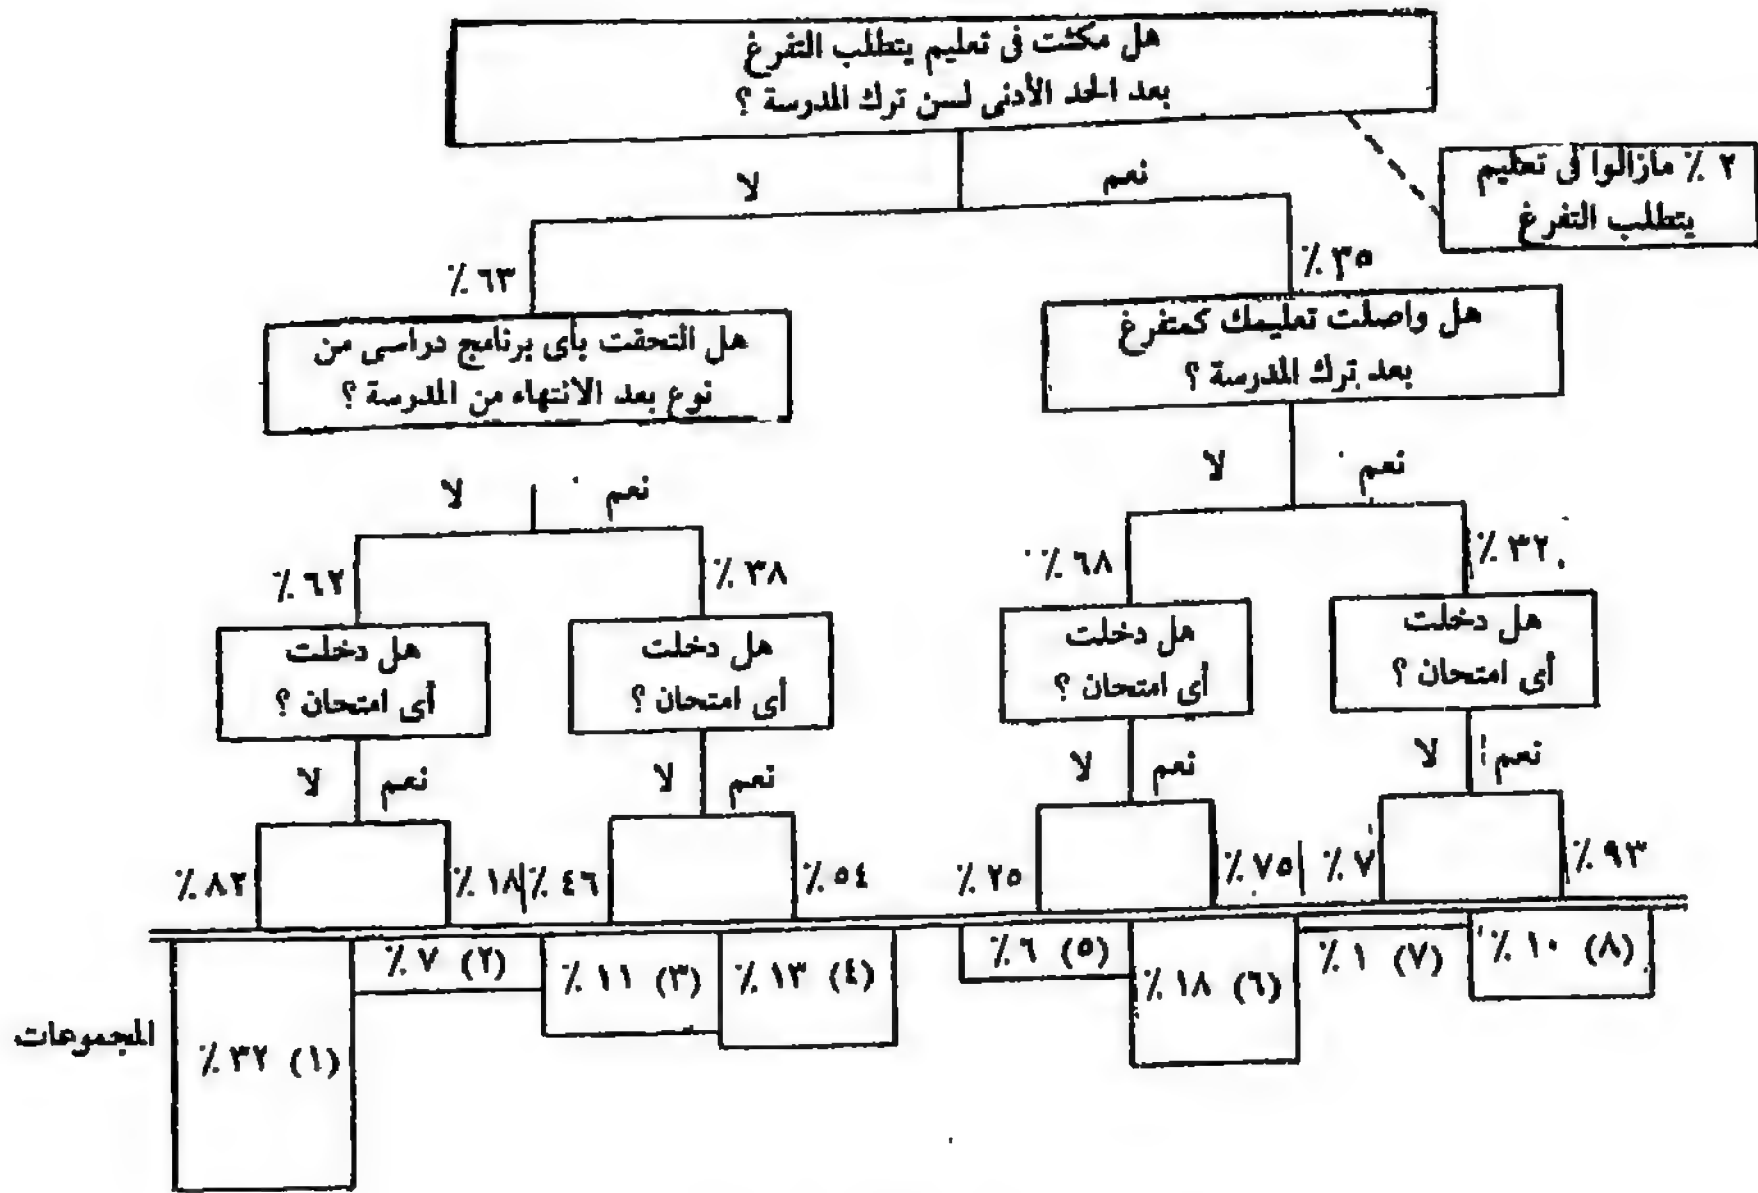 هل مكثت فى تعليم يتطلب التفرغ
بعد الحد الأدنى لسن ترك المدرسة ؟
٢ ٪ مازالوا فى تعليم
يتطلب التفرغ
نعم
لا
٣٥ ٪
٦٣ ٪
هل واصلت تعليمك كمتفرغ
بعد ترك المدرسة ؟
هل التحقت بأى برنامج دراسى من
نوع بعد الانتهاء من المدرسة ؟
نعم
لا
نعم
لا
٣٢ ٪
٦٨ ٪
٣٨ ٪
٦٢ ٪
هل دخلت
أى امتحان ؟
هل دخلت
أى امتحان ؟
هل دخلت
أى امتحان ؟
هل دخلت
أى امتحان ؟
نعم
لا
نعم
لا
نعم
لا
نعم
لا
٩٣ ٪
٧ ٪
٧٥ ٪
٢٥ ٪
٥٤ ٪
٤٦ ٪
١٨ ٪
٨٢ ٪
(٨) ١٠ ٪
(٧) ١ ٪
(٦) ١٨ ٪
(٥) ٦ ٪
(٤) ١٣ ٪
(٣) ١١ ٪
(٢) ٧ ٪
(١) ٣٢ ٪
المجموعات